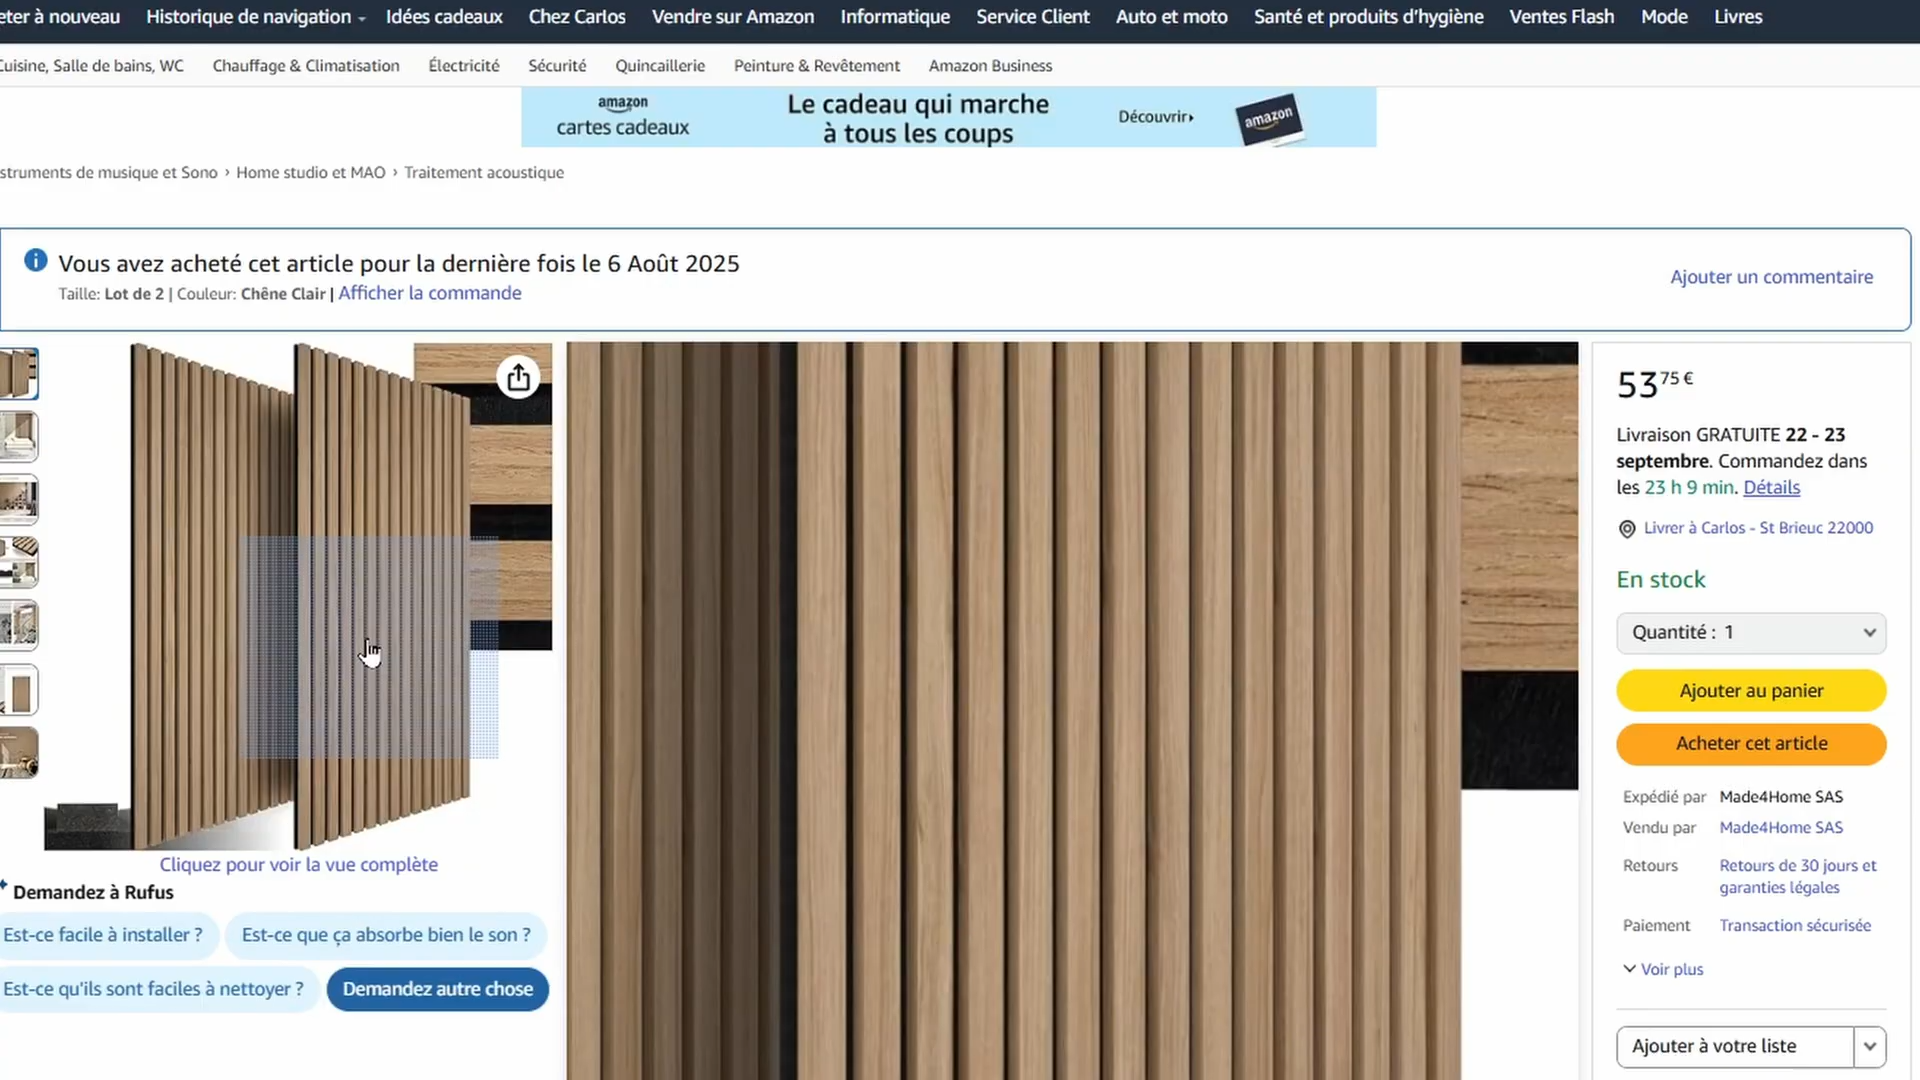 eter à nouveau Historique de navigation Idées cadeaux Chez Carlos Vendre sur Amazon Informatique Service Client Auto et moto Santé et produits d'hygiène Ventes Flash Mode Livres
Cuisine, Salle de bains, WC Chauffage & Climatisation Électricité Sécurité Quincaillerie Peinture & Revêtement Amazon Business
amazon
cartes cadeaux
Le cadeau qui marche
à tous les coups
Découvrir
amazon
struments de musique et Sono › Home studio et MAO › Traitement acoustique
Vous avez acheté cet article pour la dernière fois le 6 Août 2025
Taille: Lot de 2 | Couleur: Chêne Clair | Afficher la commande
Ajouter un commentaire
Cliquez pour voir la vue complète
Demandez à Rufus
Est-ce facile à installer ? Est-ce que ça absorbe bien le son ?
Est-ce qu'ils sont faciles à nettoyer ? Demandez autre chose
53 75 €
Livraison GRATUITE 22 - 23
septembre. Commandez dans
les 23 h 9 min. Détails
Livrer à Carlos - St Brieuc 22000
En stock
Quantité : 1
Ajouter au panier
Acheter cet article
Expédié par Made4Home SAS
Vendu par Made4Home SAS
Retours Retours de 30 jours et
garanties légales
Paiement Transaction sécurisée
Voir plus
Ajouter à votre liste